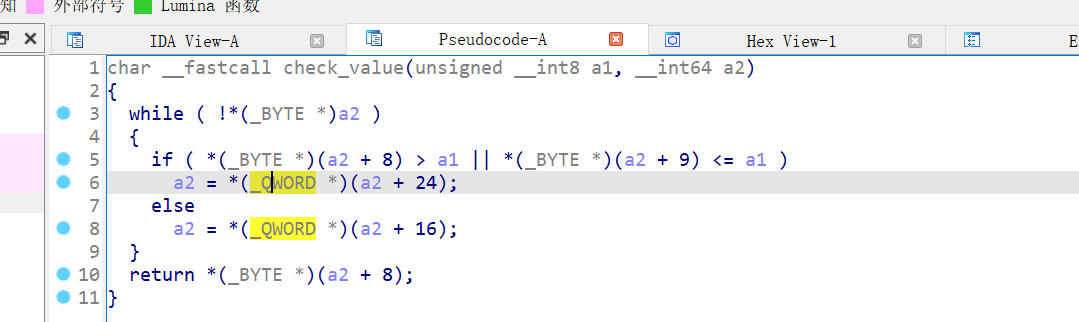 知 外部符号 Lumina 函数
IDA View-A Pseudocode-A Hex View-1
1 char __fastcall check_value(unsigned __int8 a1, __int64 a2)
2 {
3 while ( !*(_BYTE *)a2 )
4 {
5 if ( *(_BYTE *)(a2 + 8) > a1 || *(_BYTE *)(a2 + 9) <= a1 )
6 a2 = *(_QWORD *)(a2 + 24);
7 else
8 a2 = *(_QWORD *)(a2 + 16);
9 }
10 return *(_BYTE *)(a2 + 8);
11 }